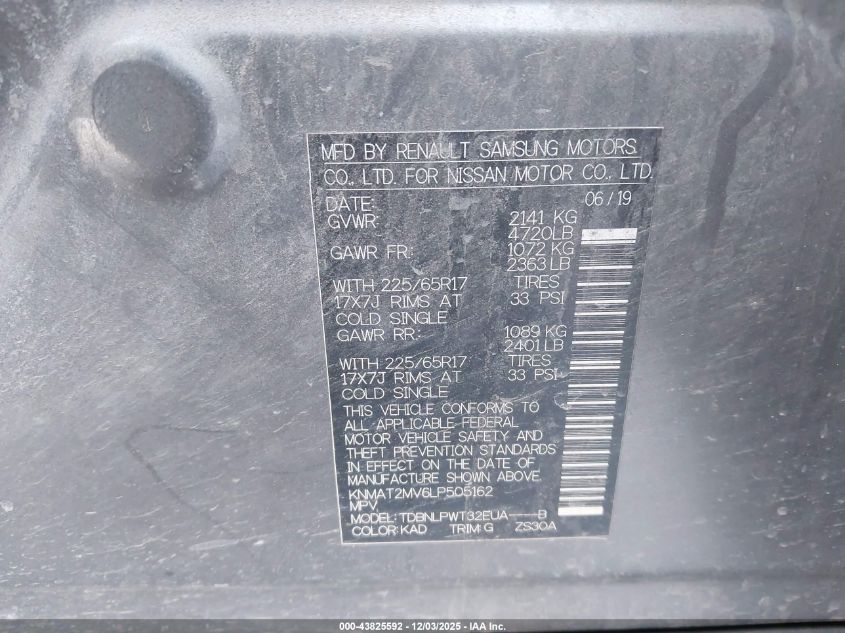 MFD BY RENAULT SAMSUNG MOTORS
CO., LTD. FOR NISSAN MOTOR CO., LTD.
DATE: 06/19
GVWR: 2141 KG
4720LB
GAWR FR: 1072 KG
2363LB
WITH 225/65R17 TIRES
17X7J RIMS AT 33 PSI
COLD SINGLE
GAWR RR: 1089 KG
2401LB
WITH 225/65R17 TIRES
17X7J RIMS AT 33 PSI
COLD SINGLE
THIS VEHICLE CONFORMS TO
ALL APPLICABLE FEDERAL
MOTOR VEHICLE SAFETY AND
THEFT PREVENTION STANDARDS
IN EFFECT ON THE DATE OF
MANUFACTURE SHOWN ABOVE.
KNMAT2MV6LP505162
MPV
MODEL: TDBNLPWT32EUA----B
COLOR: KAD TRIM: G ZS30A
000-43825592 - 12/03/2025 - IAA Inc.